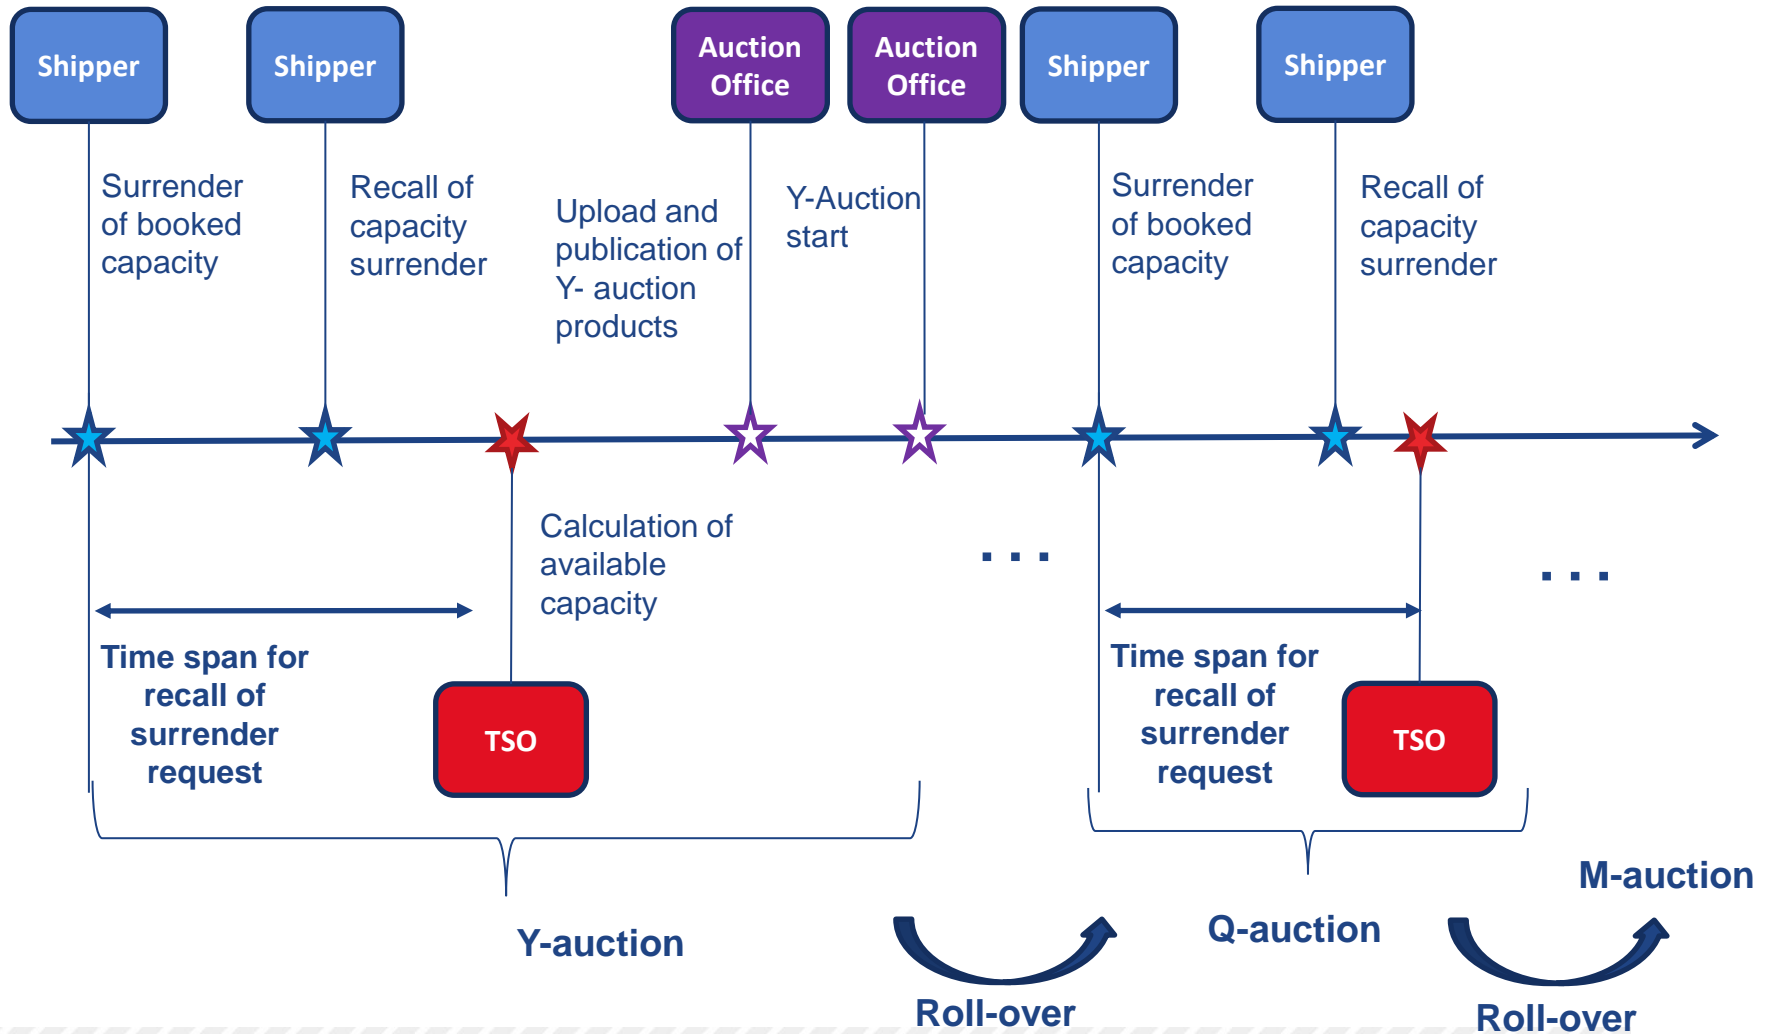 Shipper
Shipper
Auction
Office
Auction
Office
Shipper
Shipper
Surrender
of booked
capacity
Recall of
capacity
surrender
Upload and
publication of
Y- auction
products
Y-Auction
start
Surrender
of booked
capacity
Recall of
capacity
surrender
Calculation of
available
capacity
. . .
. . .
Time span for
recall of
surrender
request
TSO
Time span for
recall of
surrender
request
TSO
Y-auction
Roll-over
Q-auction
Roll-over
M-auction